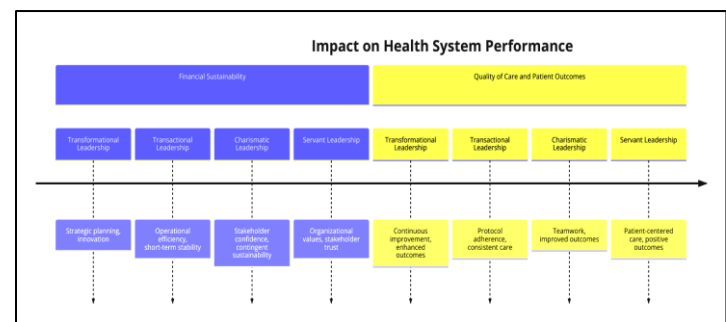 Impact on Health System Performance
Financial Sustainability
Quality of Care and Patient Outcomes
Transformational
Leadership
Transactional
Leadership
Charismatic
Leadership
Servant Leadership
Transformational
Leadership
Transactional
Leadership
Charismatic
Leadership
Servant Leadership
Strategic planning,
innovation
Operational
efficiency,
short-term stability
Stakeholder
confidence,
contingent
sustainability
Organizational
values, stakeholder
trust
Continuous
improvement,
enhanced
outcomes
Protocol
adherence,
consistent care
Teamwork,
improved outcomes
Patient-centered
care, positive
outcomes